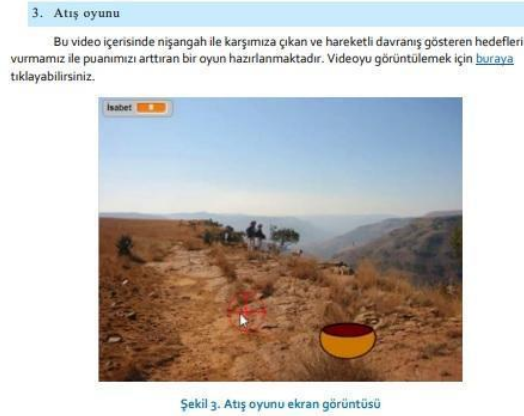 3. Atış oyunu
Bu video içerisinde nişangah ile karşımıza çıkan ve hareketli davranış gösteren hedefleri
vurmamız ile puanımızı arttıran bir oyun hazırlanmaktadır. Videoyu görüntülemek için buraya
tıklayabilirsiniz.
İsabet
Şekil 3. Atış oyunu ekran görüntüsü